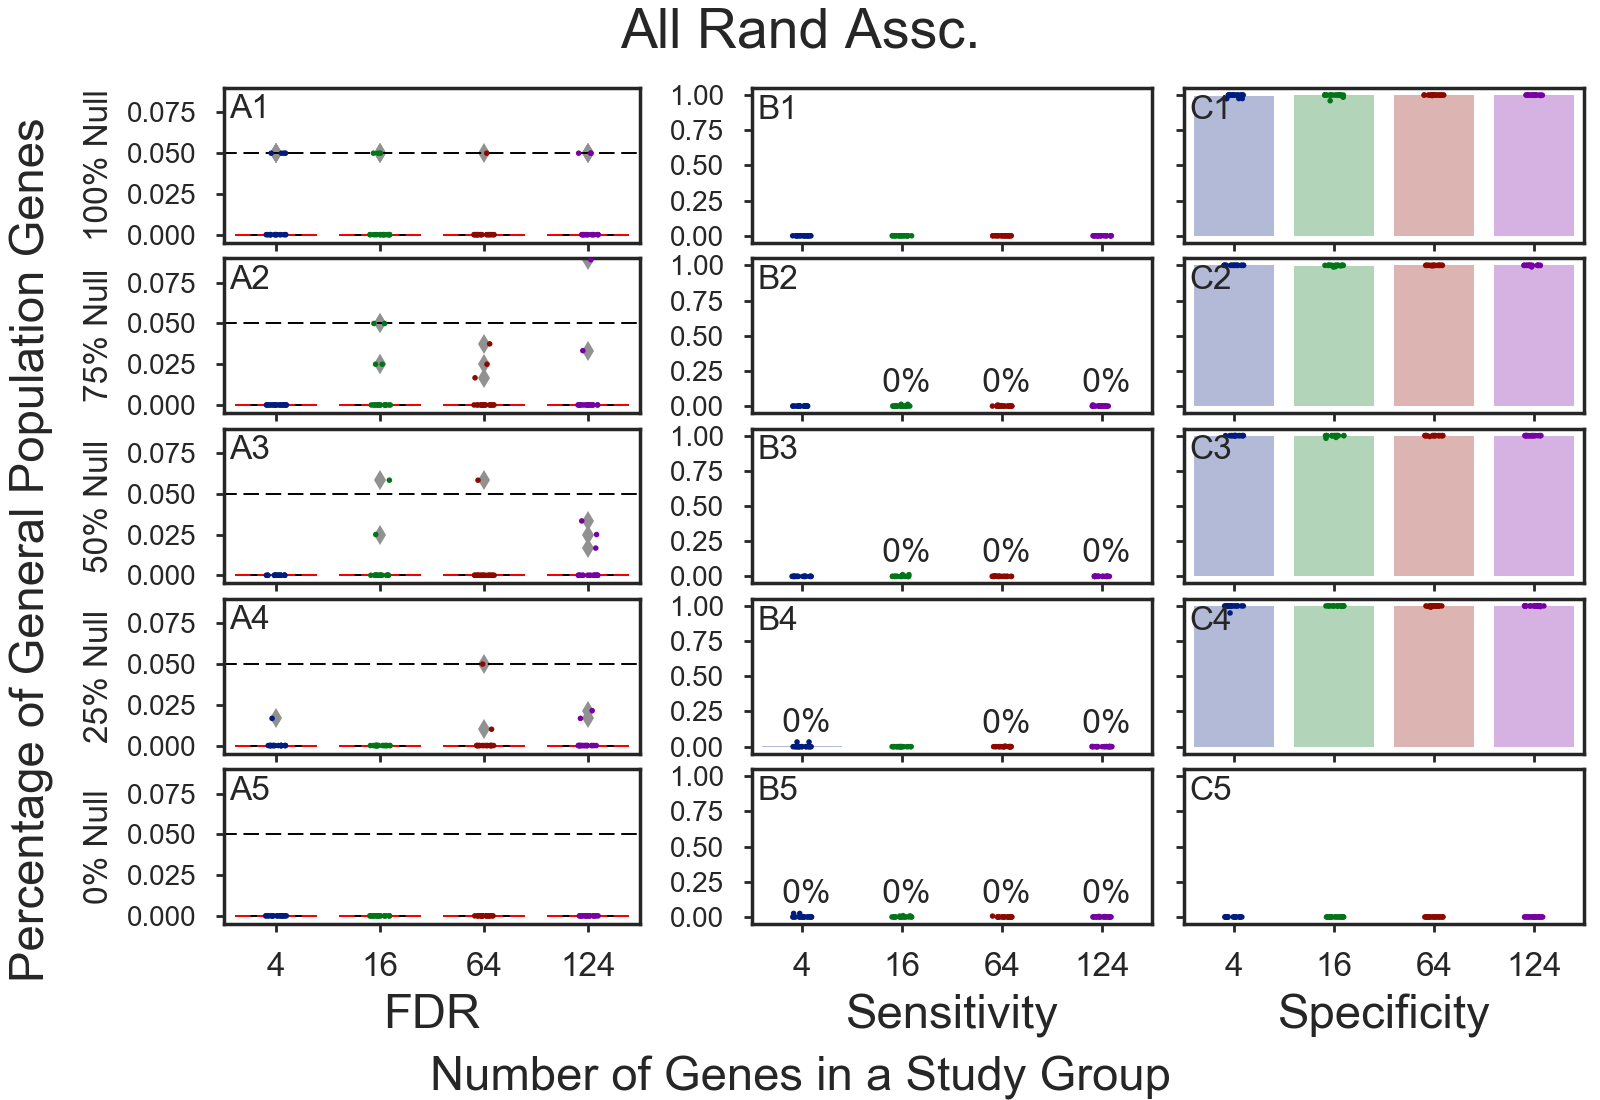 All Rand Assc.
Percentage of General Population Genes
100% Null
0.075
0.050
0.025
0.000
A1
1.00
0.75
0.50
0.25
0.00
B1
C1
75% Null
0.075
0.050
0.025
0.000
A2
1.00
0.75
0.50
0.25
0.00
B2
0% 0% 0%
C2
50% Null
0.075
0.050
0.025
0.000
A3
1.00
0.75
0.50
0.25
0.00
B3
0% 0% 0%
C3
25% Null
0.075
0.050
0.025
0.000
A4
1.00
0.75
0.50
0.25
0.00
B4
0% 0% 0%
C4
0% Null
0.075
0.050
0.025
0.000
A5
1.00
0.75
0.50
0.25
0.00
B5
0% 0% 0% 0%
C5
4 16 64 124
4 16 64 124
4 16 64 124
FDR
Sensitivity
Specificity
Number of Genes in a Study Group